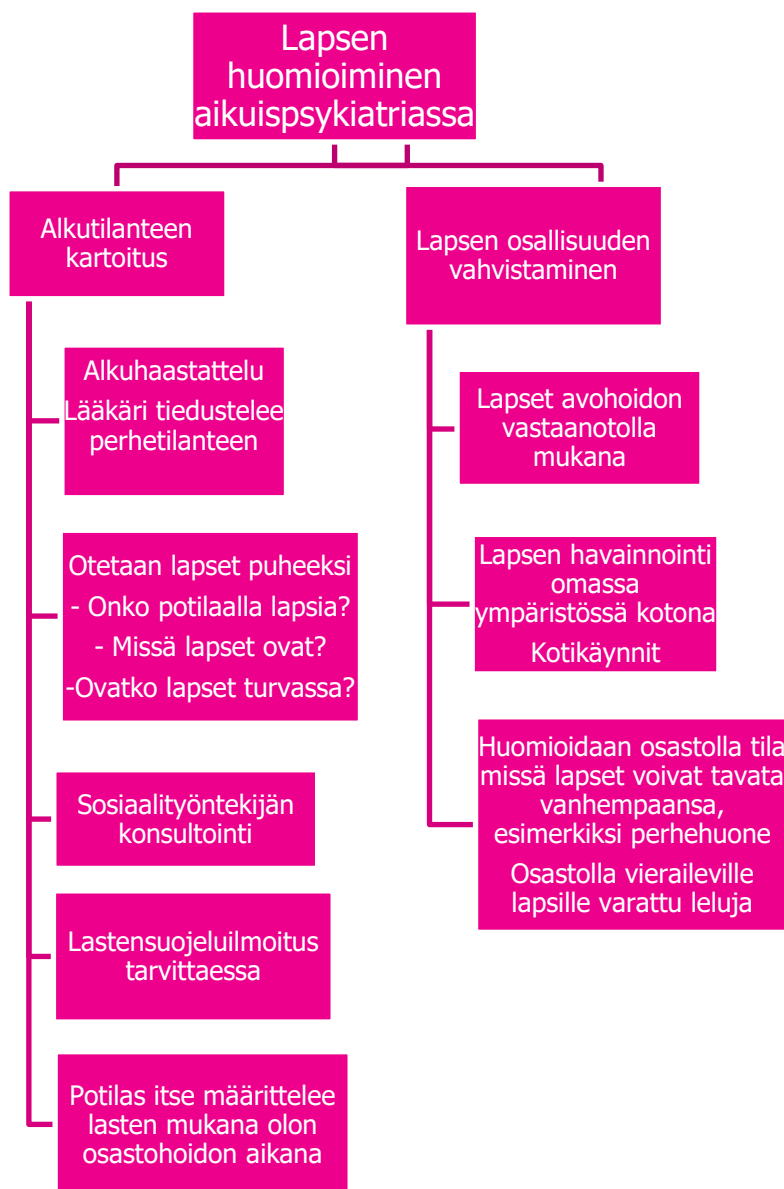 Lapsen
huomioiminen
aikuispsykiatriassa
Alkutilanteen
kartoitus
Alkuhaastattelu
Lääkäri tiedustelee
perhetilanteen
Otetaan lapset puheeksi
- Onko potilaalla lapsia?
- Missä lapset ovat?
-Ovatko lapset turvassa?
Sosiaalityöntekijän
konsultointi
Lastensuojeluilmoitus
tarvittaessa
Potilas itse määrittelee
lasten mukana olon
osastohoidon aikana
Lapsen osallisuuden
vahvistaminen
Lapset avohoidon
vastaanotolla
mukana
Lapsen havainnointi
omassa
ympäristössä kotona
Kotikäynnit
Huomioidaan osastolla tila
missä lapset voivat tavata
vanhempaansa,
esimerkiksi perhehuone
Osastolla vieraileville
lapsille varattu leluja